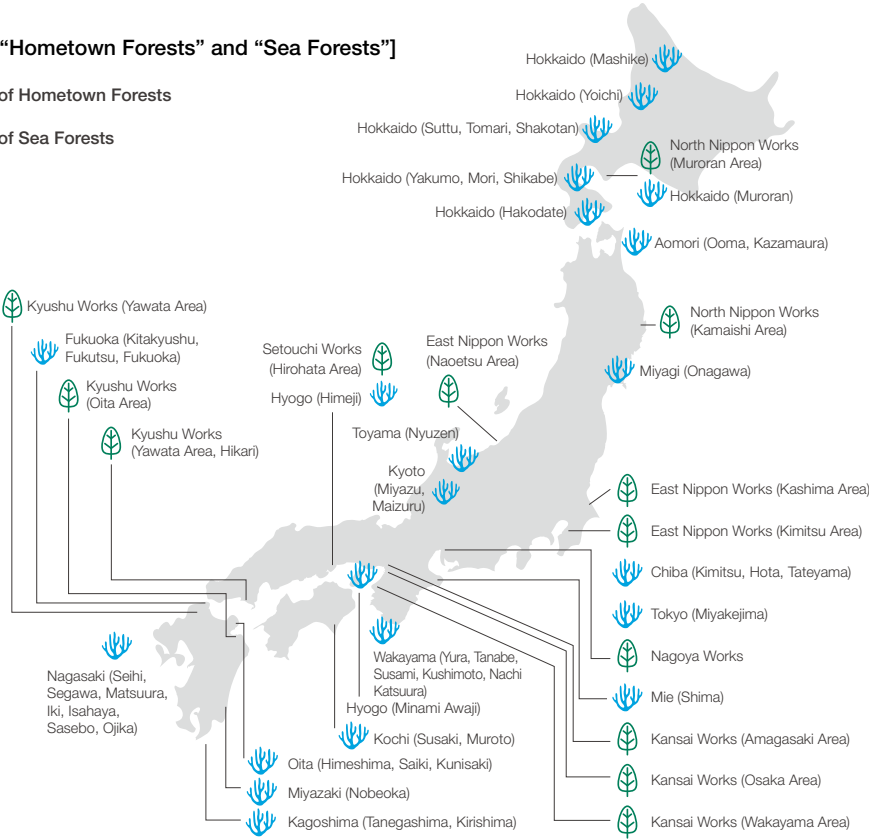 “Hometown Forests” and “Sea Forests”]
of Hometown Forests
of Sea Forests
Hokkaido (Mashike)
Hokkaido (Yoichi)
Hokkaido (Suttu, Tomari, Shakotan)
North Nippon Works
(Muroran Area)
Hokkaido (Yakumo, Mori, Shikabe)
Hokkaido (Muroran)
Hokkaido (Hakodate)
Aomori (Ooma, Kazamaura)
Kyushu Works (Yawata Area)
North Nippon Works
(Kamaishi Area)
Fukuoka (Kitakyushu,
Fukutsu, Fukuoka)
Setouchi Works
(Hirohata Area)
East Nippon Works
(Naoetsu Area)
Miyagi (Onagawa)
Kyushu Works
(Oita Area)
Hyogo (Himeji)
Kyushu Works
(Yawata Area, Hikari)
Toyama (Nyuzen)
Kyoto
(Miyazu,
Maizuru)
East Nippon Works (Kashima Area)
East Nippon Works (Kimitsu Area)
Chiba (Kimitsu, Hota, Tateyama)
Tokyo (Miyakejima)
Nagoya Works
Mie (Shima)
Kansai Works (Amagasaki Area)
Kansai Works (Osaka Area)
Kansai Works (Wakayama Area)
Wakayama (Yura, Tanabe,
Susami, Kushimoto, Nachi
Katsuura)
Hyogo (Minami Awaji)
Kochi (Susaki, Muroto)
Nagasaki (Seihi,
Segawa, Matsuura,
Iki, Isahaya,
Sasebo, Ojika)
Oita (Himeshima, Saiki, Kunisaki)
Miyazaki (Nobeoka)
Kagoshima (Tanegashima, Kirishima)